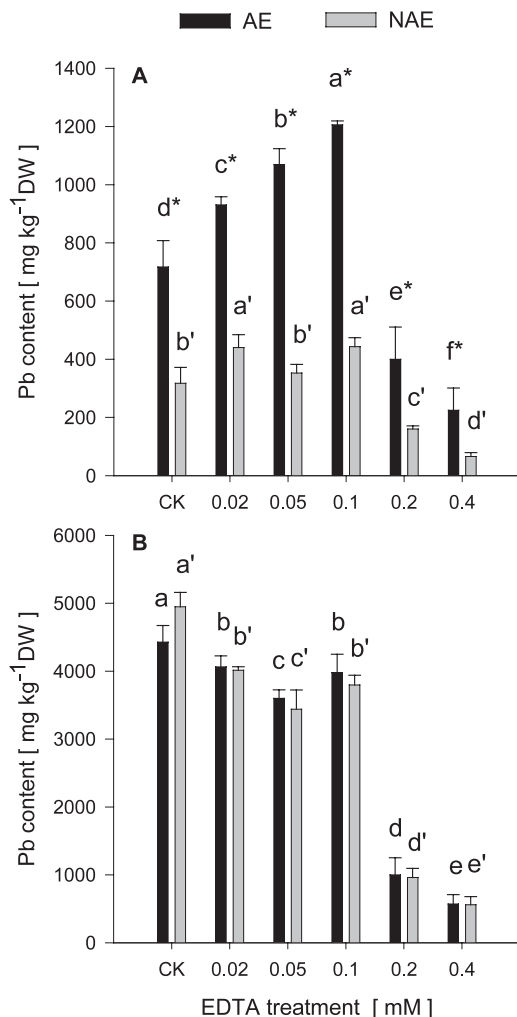 AE NAE
A
Pb content [ mg kg⁻¹DW ]
1400
1200
1000
800
600
400
200
0
d* b'
c* a'
b* b'
a* a'
e* c'
f* d'
CK 0.02 0.05 0.1 0.2 0.4
B
Pb content [ mg kg⁻¹DW ]
6000
5000
4000
3000
2000
1000
0
a a'
b b'
c c'
b b'
d d'
e e'
CK 0.02 0.05 0.1 0.2 0.4
EDTA treatment [ mM ]